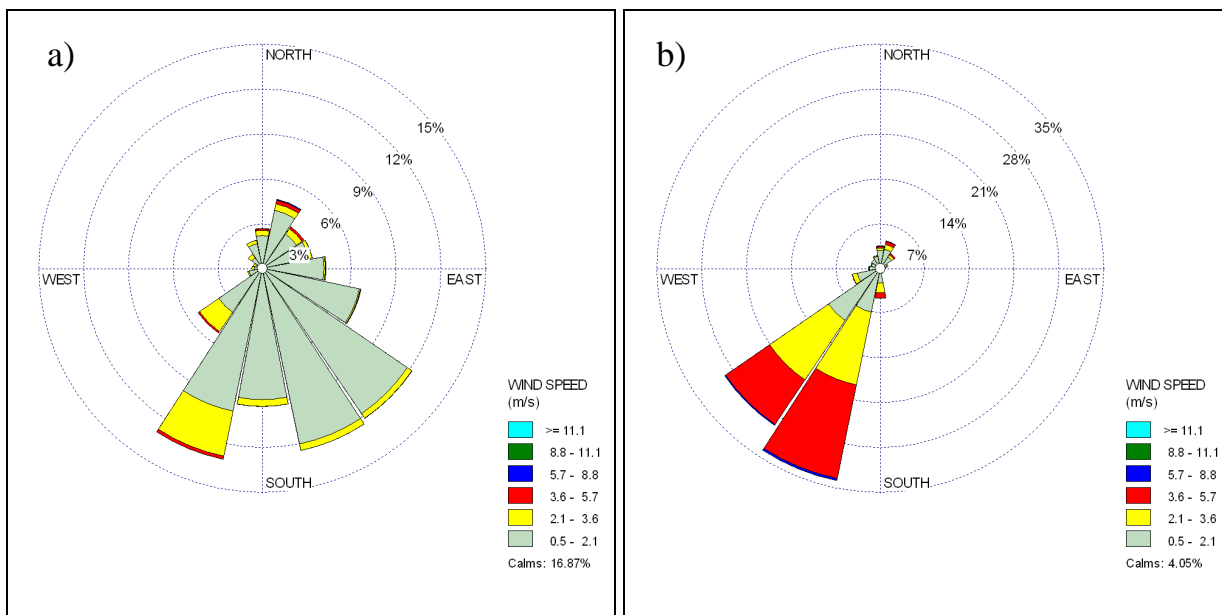 a)
NORTH
15%
12%
9%
6%
3%
WEST
EAST
SOUTH
WIND SPEED
(m/s)
>= 11.1
8.8 - 11.1
5.7 - 8.8
3.6 - 5.7
2.1 - 3.6
0.5 - 2.1
Calms: 16.87%
b)
NORTH
35%
28%
21%
14%
7%
WEST
EAST
SOUTH
WIND SPEED
(m/s)
>= 11.1
8.8 - 11.1
5.7 - 8.8
3.6 - 5.7
2.1 - 3.6
0.5 - 2.1
Calms: 4.05%